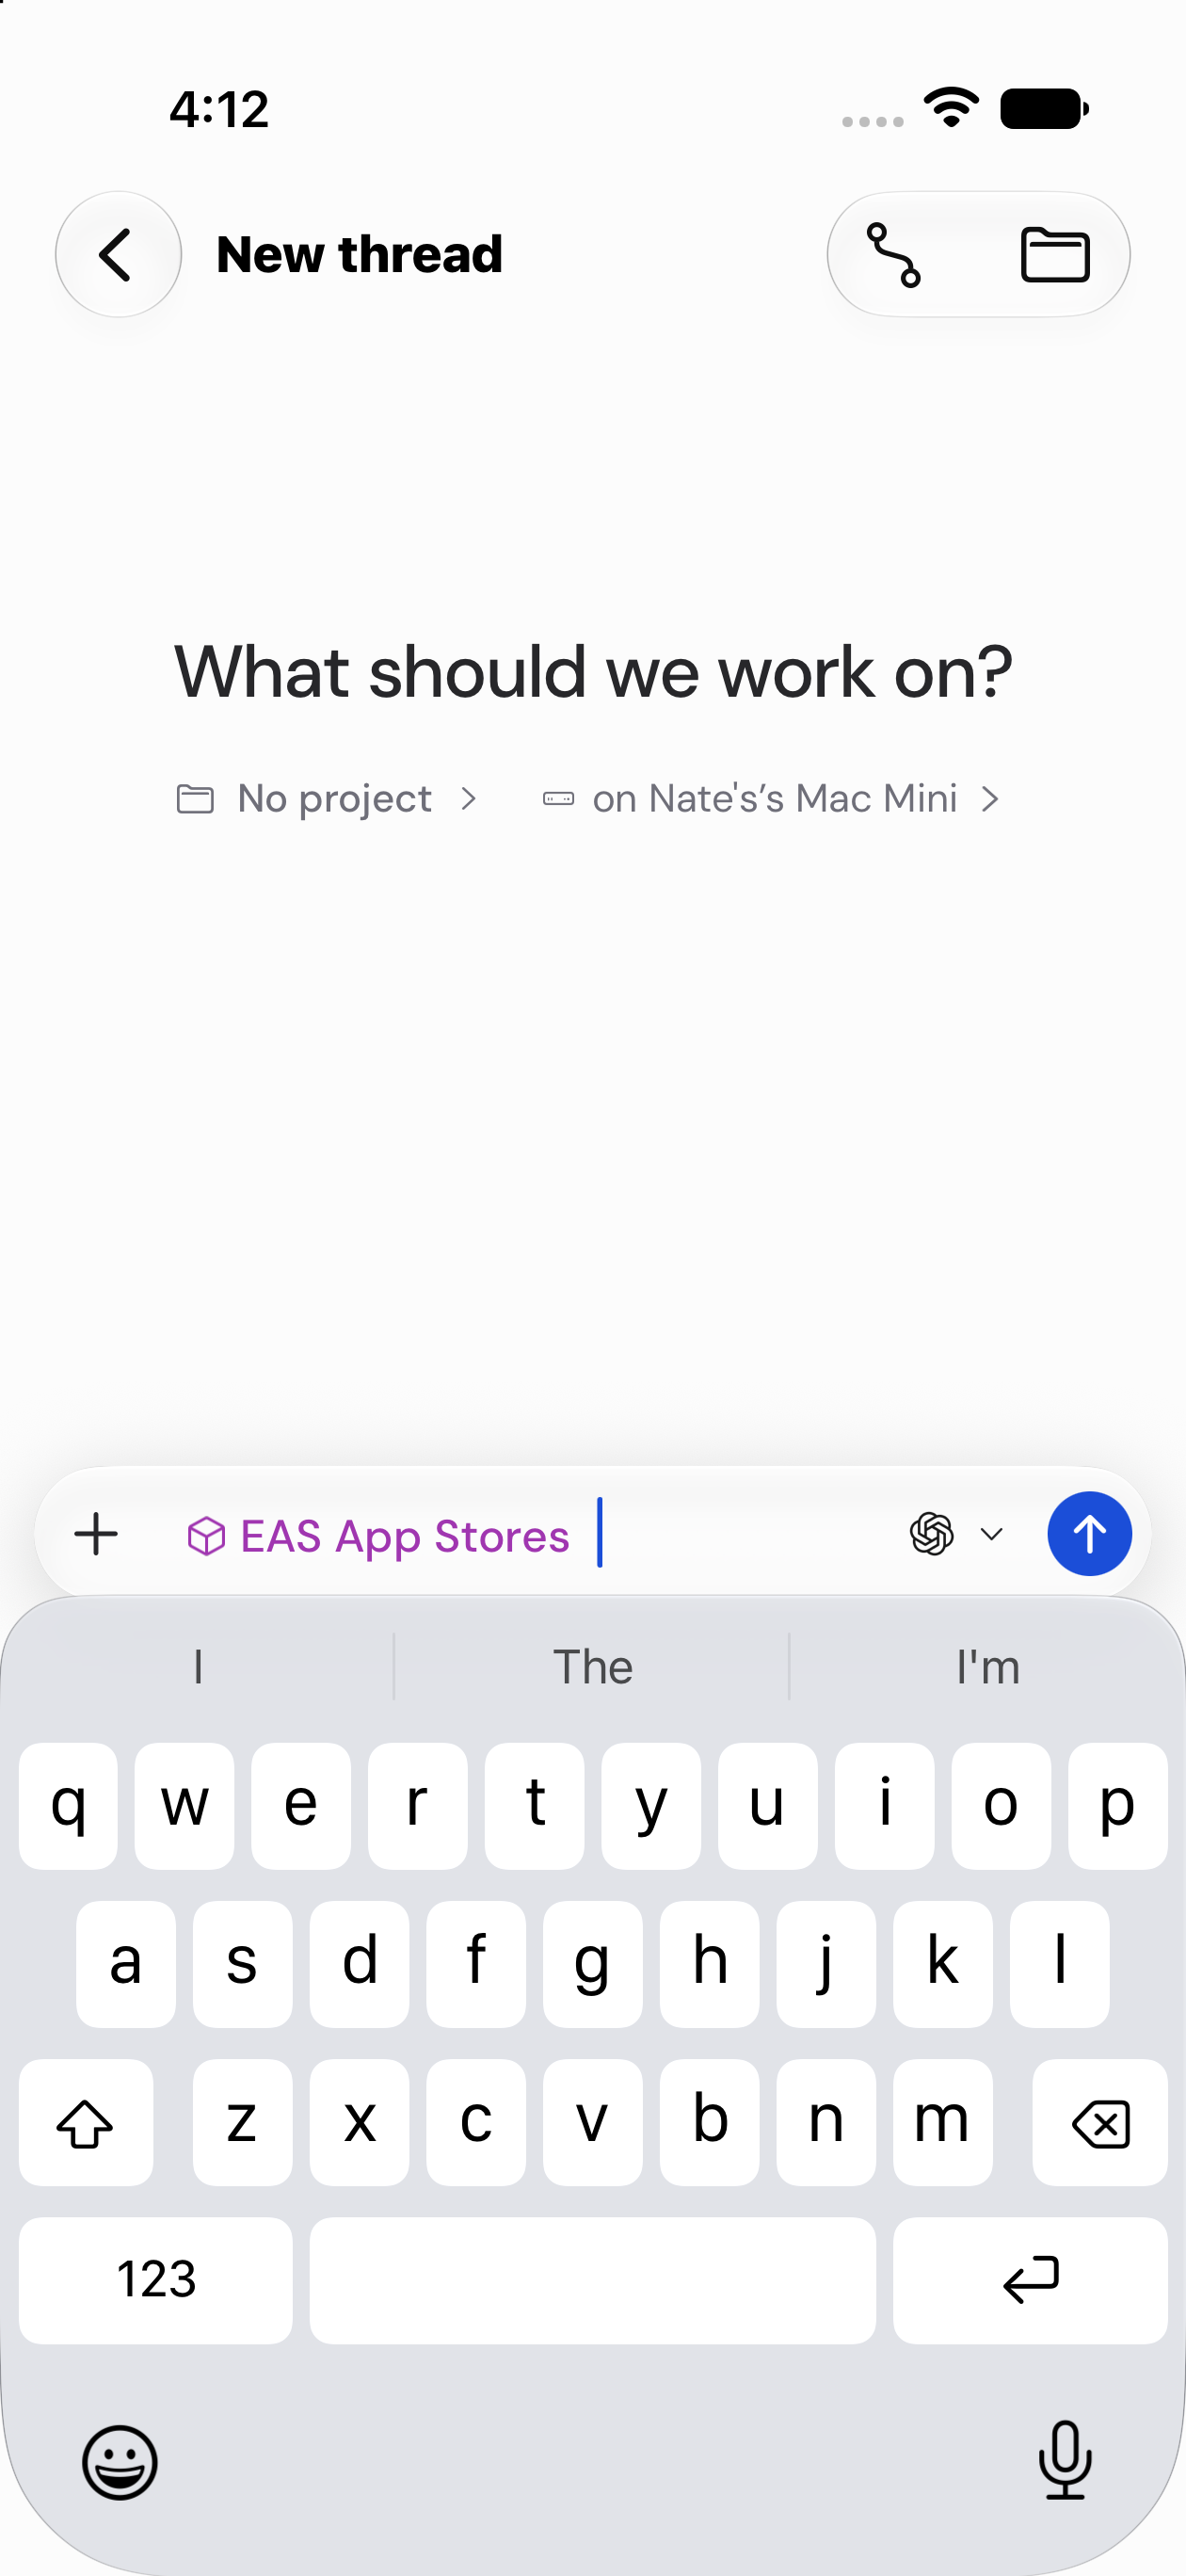 4:12
New thread
What should we work on?
No project on Nate's’s Mac Mini
EAS App Stores
I The I'm
q w e r t y u i o p
a s d f g h j k l
z x c v b n m
123